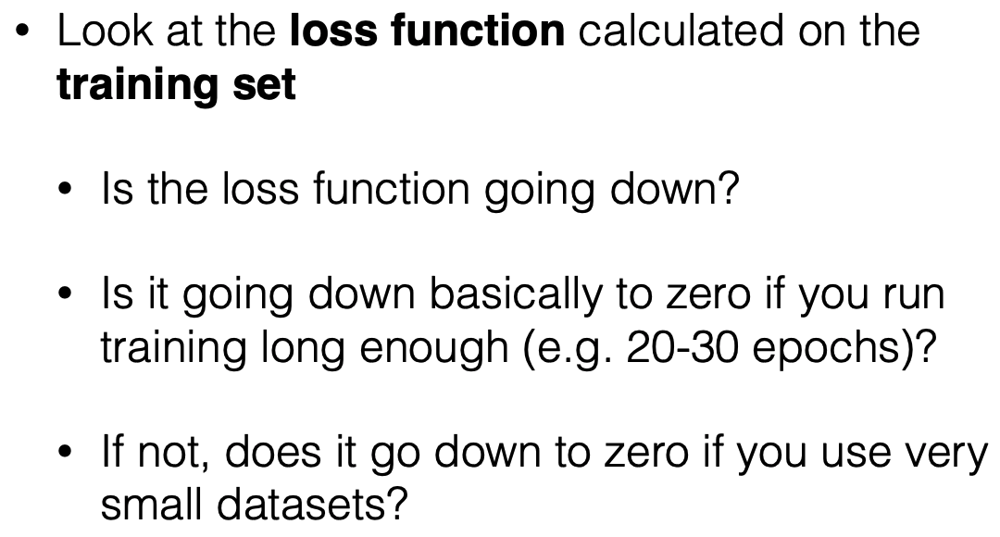 • Look at the loss function calculated on the
training set
• Is the loss function going down?
• Is it going down basically to zero if you run
training long enough (e.g. 20-30 epochs)?
• If not, does it go down to zero if you use very
small datasets?